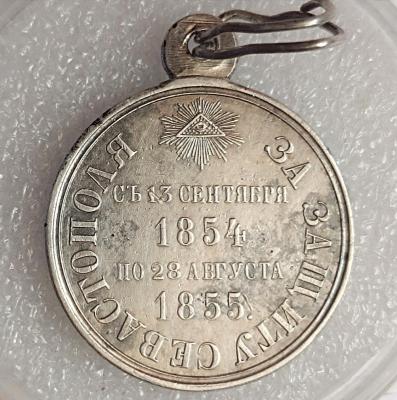 СЪ 13 СЕНТЯБРЯ
1854
ПО 28 АВГУСТА
1855.
ЗА ЗАЩИТУ СЕВАСТОПОЛЯ